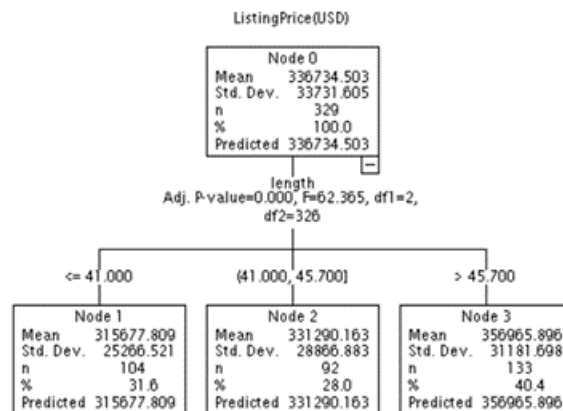 ListingPrice(USD)
Node 0
Mean 336734.503
Std. Dev. 33731.605
n 329
% 100.0
Predicted 336734.503
length
Adj. P-value=0.000, F=62.365, df1=2,
df2=326
<= 41.000 (41.000, 45.700] > 45.700
Node 1
Mean 315677.809
Std. Dev. 25266.521
n 104
% 31.6
Predicted 315677.809
Node 2
Mean 331290.163
Std. Dev. 28866.883
n 92
% 28.0
Predicted 331290.163
Node 3
Mean 356965.896
Std. Dev. 31181.698
n 133
% 40.4
Predicted 356965.896